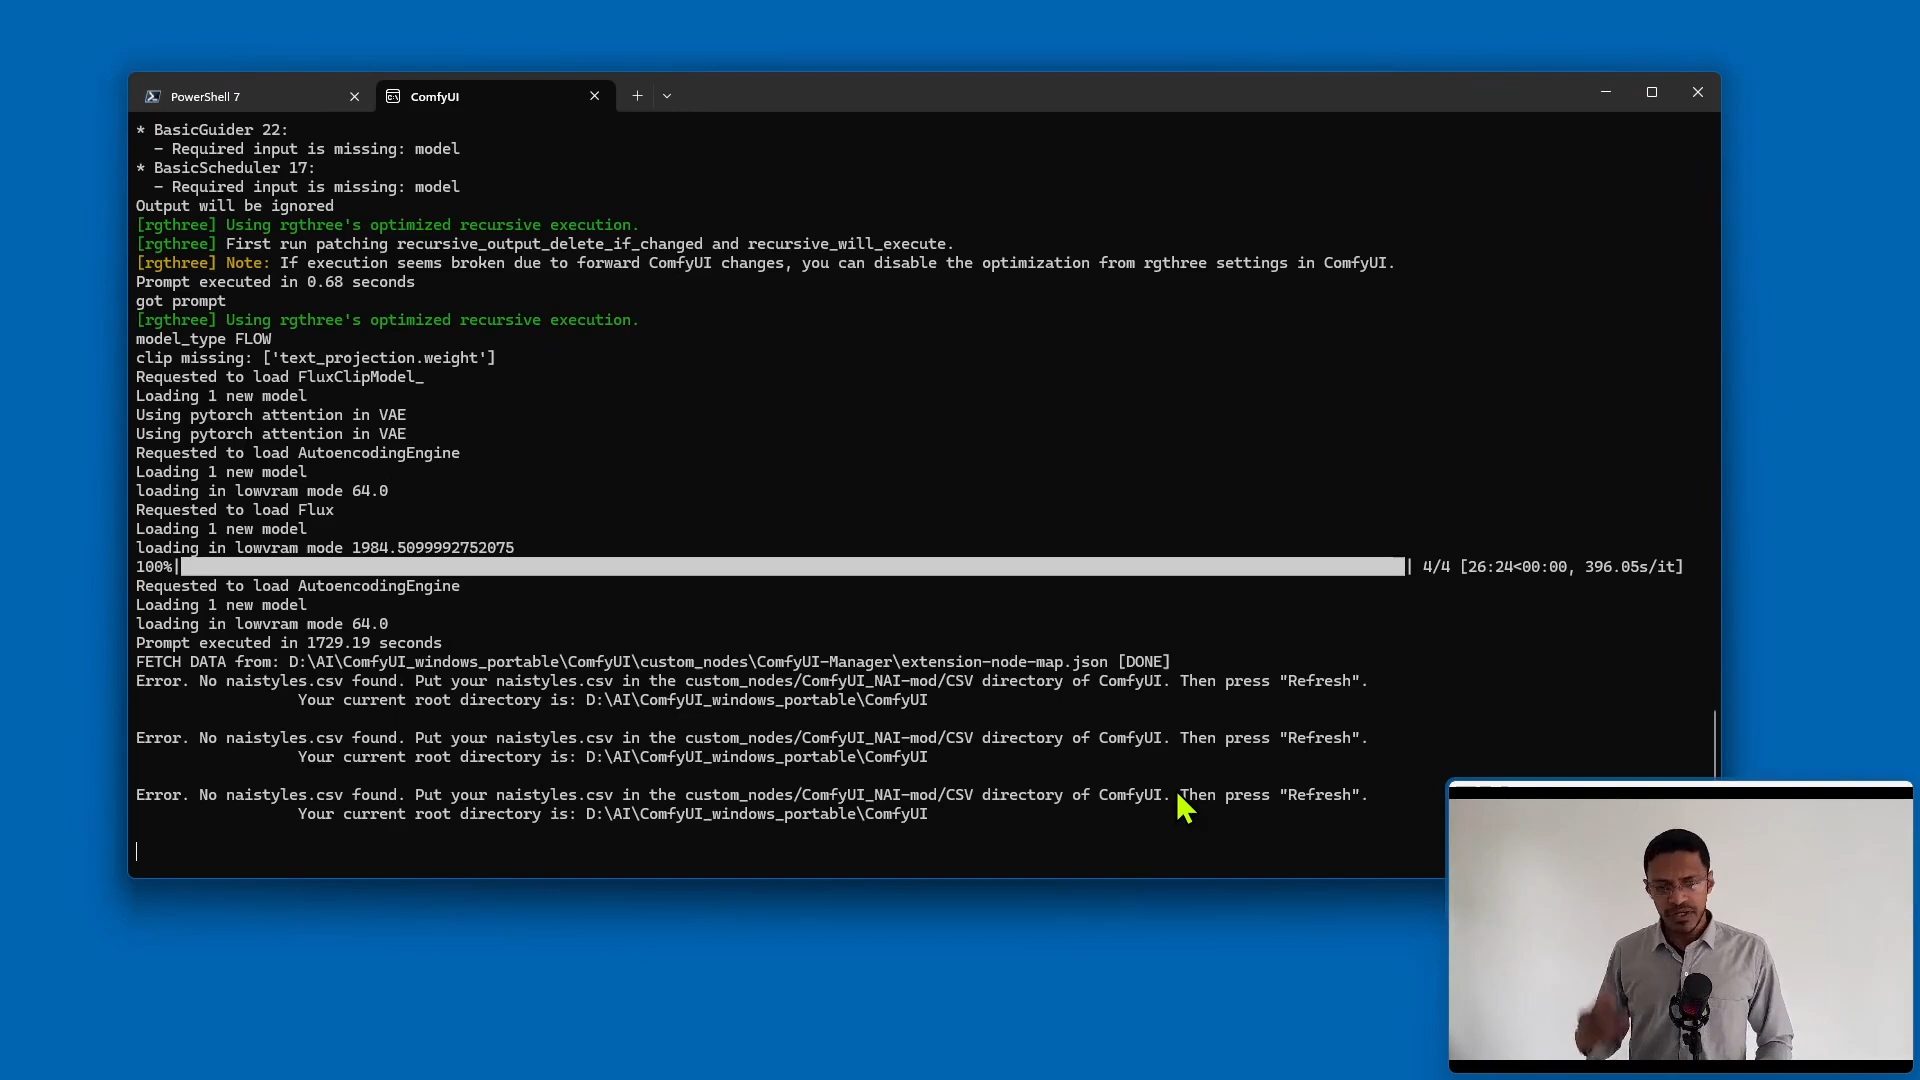 PowerShell 7
ComfyUI
* BasicGuider 22:
- Required input is missing: model
* BasicScheduler 17:
- Required input is missing: model
Output will be ignored
[rgthree] Using rgthree's optimized recursive execution.
[rgthree] First run patching recursive_output_delete_if_changed and recursive_will_execute.
[rgthree] Note: If execution seems broken due to forward ComfyUI changes, you can disable the optimization from rgthree settings in ComfyUI.
Prompt executed in 0.68 seconds
got prompt
[rgthree] Using rgthree's optimized recursive execution.
model_type FLOW
clip missing: ['text_projection.weight']
Requested to load FluxClipModel_
Loading 1 new model
Using pytorch attention in VAE
Using pytorch attention in VAE
Requested to load AutoencodingEngine
Loading 1 new model
loading in lowvram mode 64.0
Requested to load Flux
Loading 1 new model
loading in lowvram mode 1984.5099992752075
100%| | 4/4 [26:24<00:00, 396.05s/it]
Requested to load AutoencodingEngine
Loading 1 new model
loading in lowvram mode 64.0
Prompt executed in 1729.19 seconds
FETCH DATA from: D:\AI\ComfyUI_windows_portable\ComfyUI\custom_nodes\ComfyUI-Manager\extension-node-map.json [DONE]
Error. No naistyles.csv found. Put your naistyles.csv in the custom_nodes/ComfyUI_NAI-mod/CSV directory of ComfyUI. Then press "Refresh".
Your current root directory is: D:\AI\ComfyUI_windows_portable\ComfyUI
Error. No naistyles.csv found. Put your naistyles.csv in the custom_nodes/ComfyUI_NAI-mod/CSV directory of ComfyUI. Then press "Refresh".
Your current root directory is: D:\AI\ComfyUI_windows_portable\ComfyUI
Error. No naistyles.csv found. Put your naistyles.csv in the custom_nodes/ComfyUI_NAI-mod/CSV directory of ComfyUI. Then press "Refresh".
Your current root directory is: D:\AI\ComfyUI_windows_portable\ComfyUI